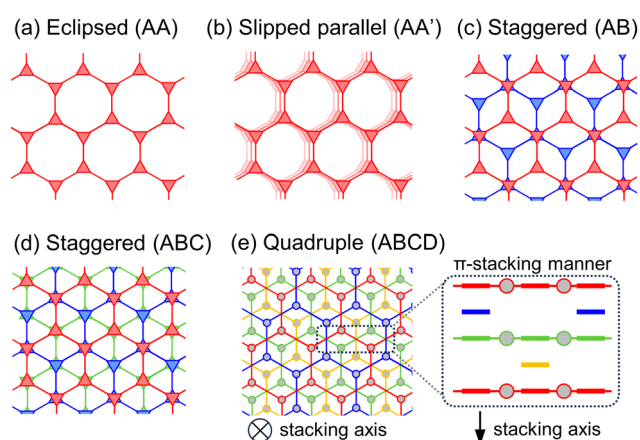 (a) Eclipsed (AA)
(b) Slipped parallel (AA’)
(c) Staggered (AB)
(d) Staggered (ABC)
(e) Quadruple (ABCD)
π-stacking manner
stacking axis
stacking axis